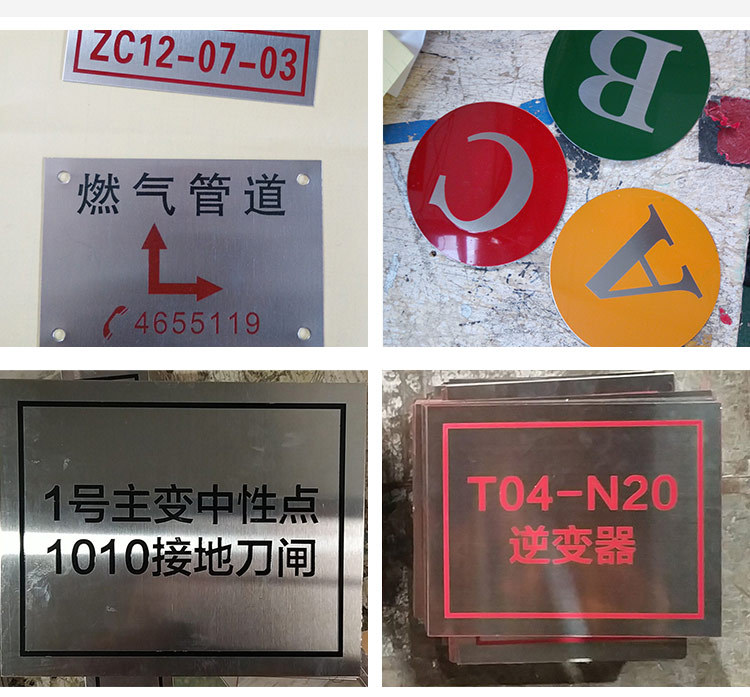 ZC12-07-03
燃气管道
4655119
B
C
A
1号主变中性点
1010接地刀闸
T04-N20
逆变器